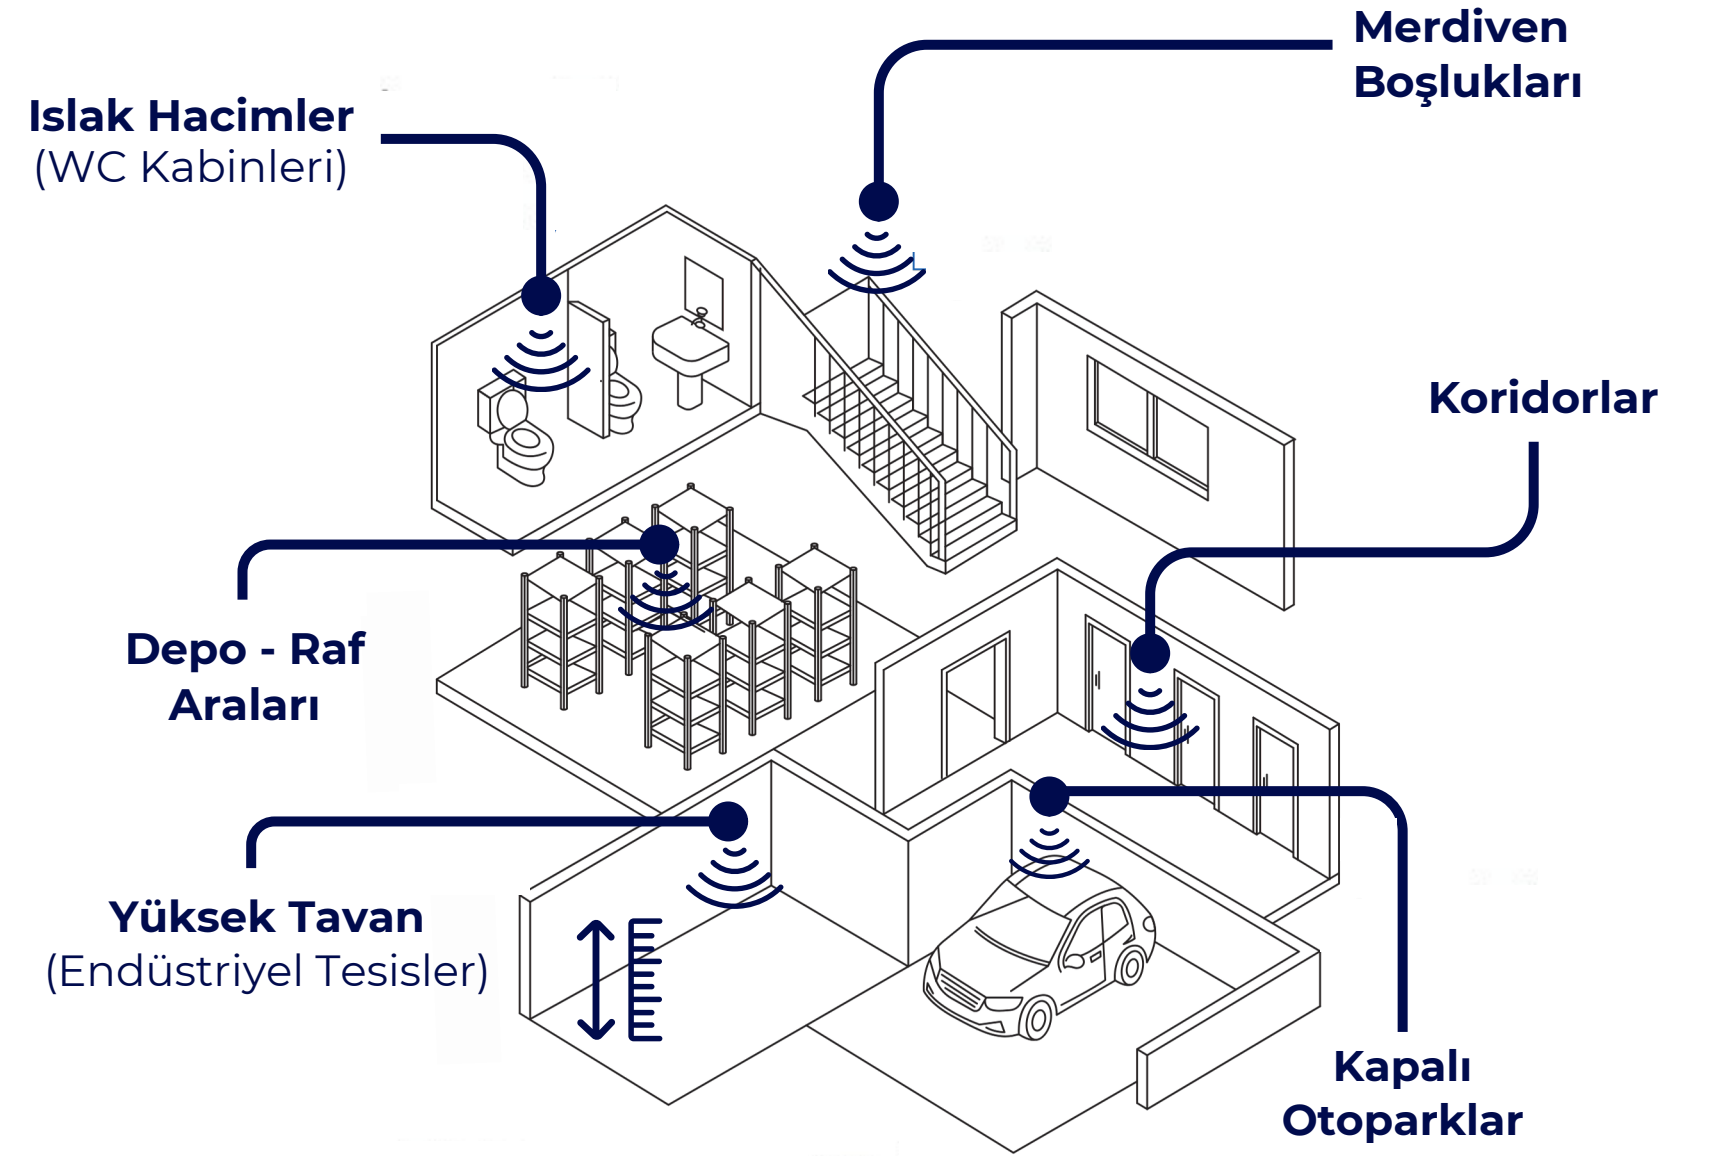 Merdiven
Boşlukları
Islak Hacimler
(WC Kabinleri)
Koridorlar
Depo - Raf
Araları
Yüksek Tavan
(Endüstriyel Tesisler)
Kapalı
Otoparklar